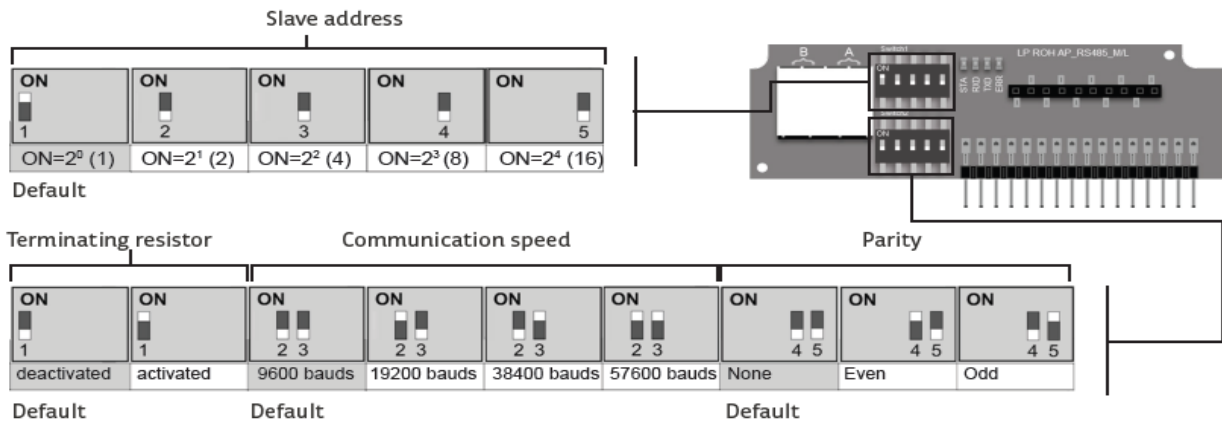 Slave address
B A
Switch1
LP ROH AP_RS485_M/L
ON ON ON ON ON
ON
STA RXD TXD ERR
1 2 3 4 5
Switch2
ON
ON=2⁰ (1) ON=2¹ (2) ON=2² (4) ON=2³ (8) ON=2⁴ (16)
Default
Terminating resistor Communication speed Parity
ON ON ON ON ON ON ON ON ON
1 1 2 3 2 3 2 3 2 3 4 5 4 5 4 5
deactivated activated 9600 bauds 19200 bauds 38400 bauds 57600 bauds None Even Odd
Default Default Default